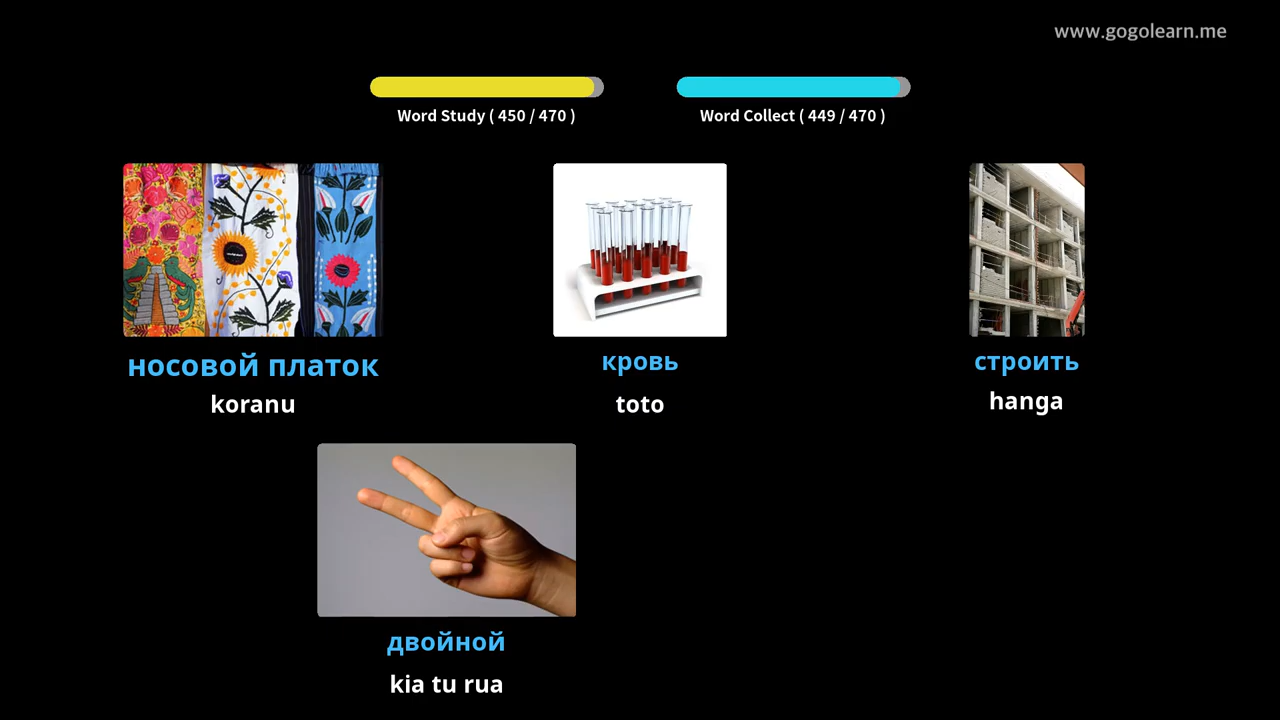 www.gogolearn.me
Word Study ( 450 / 470 )
Word Collect ( 449 / 470 )
носовой платок
koranu
кровь
toto
строить
hanga
двойной
kia tu rua